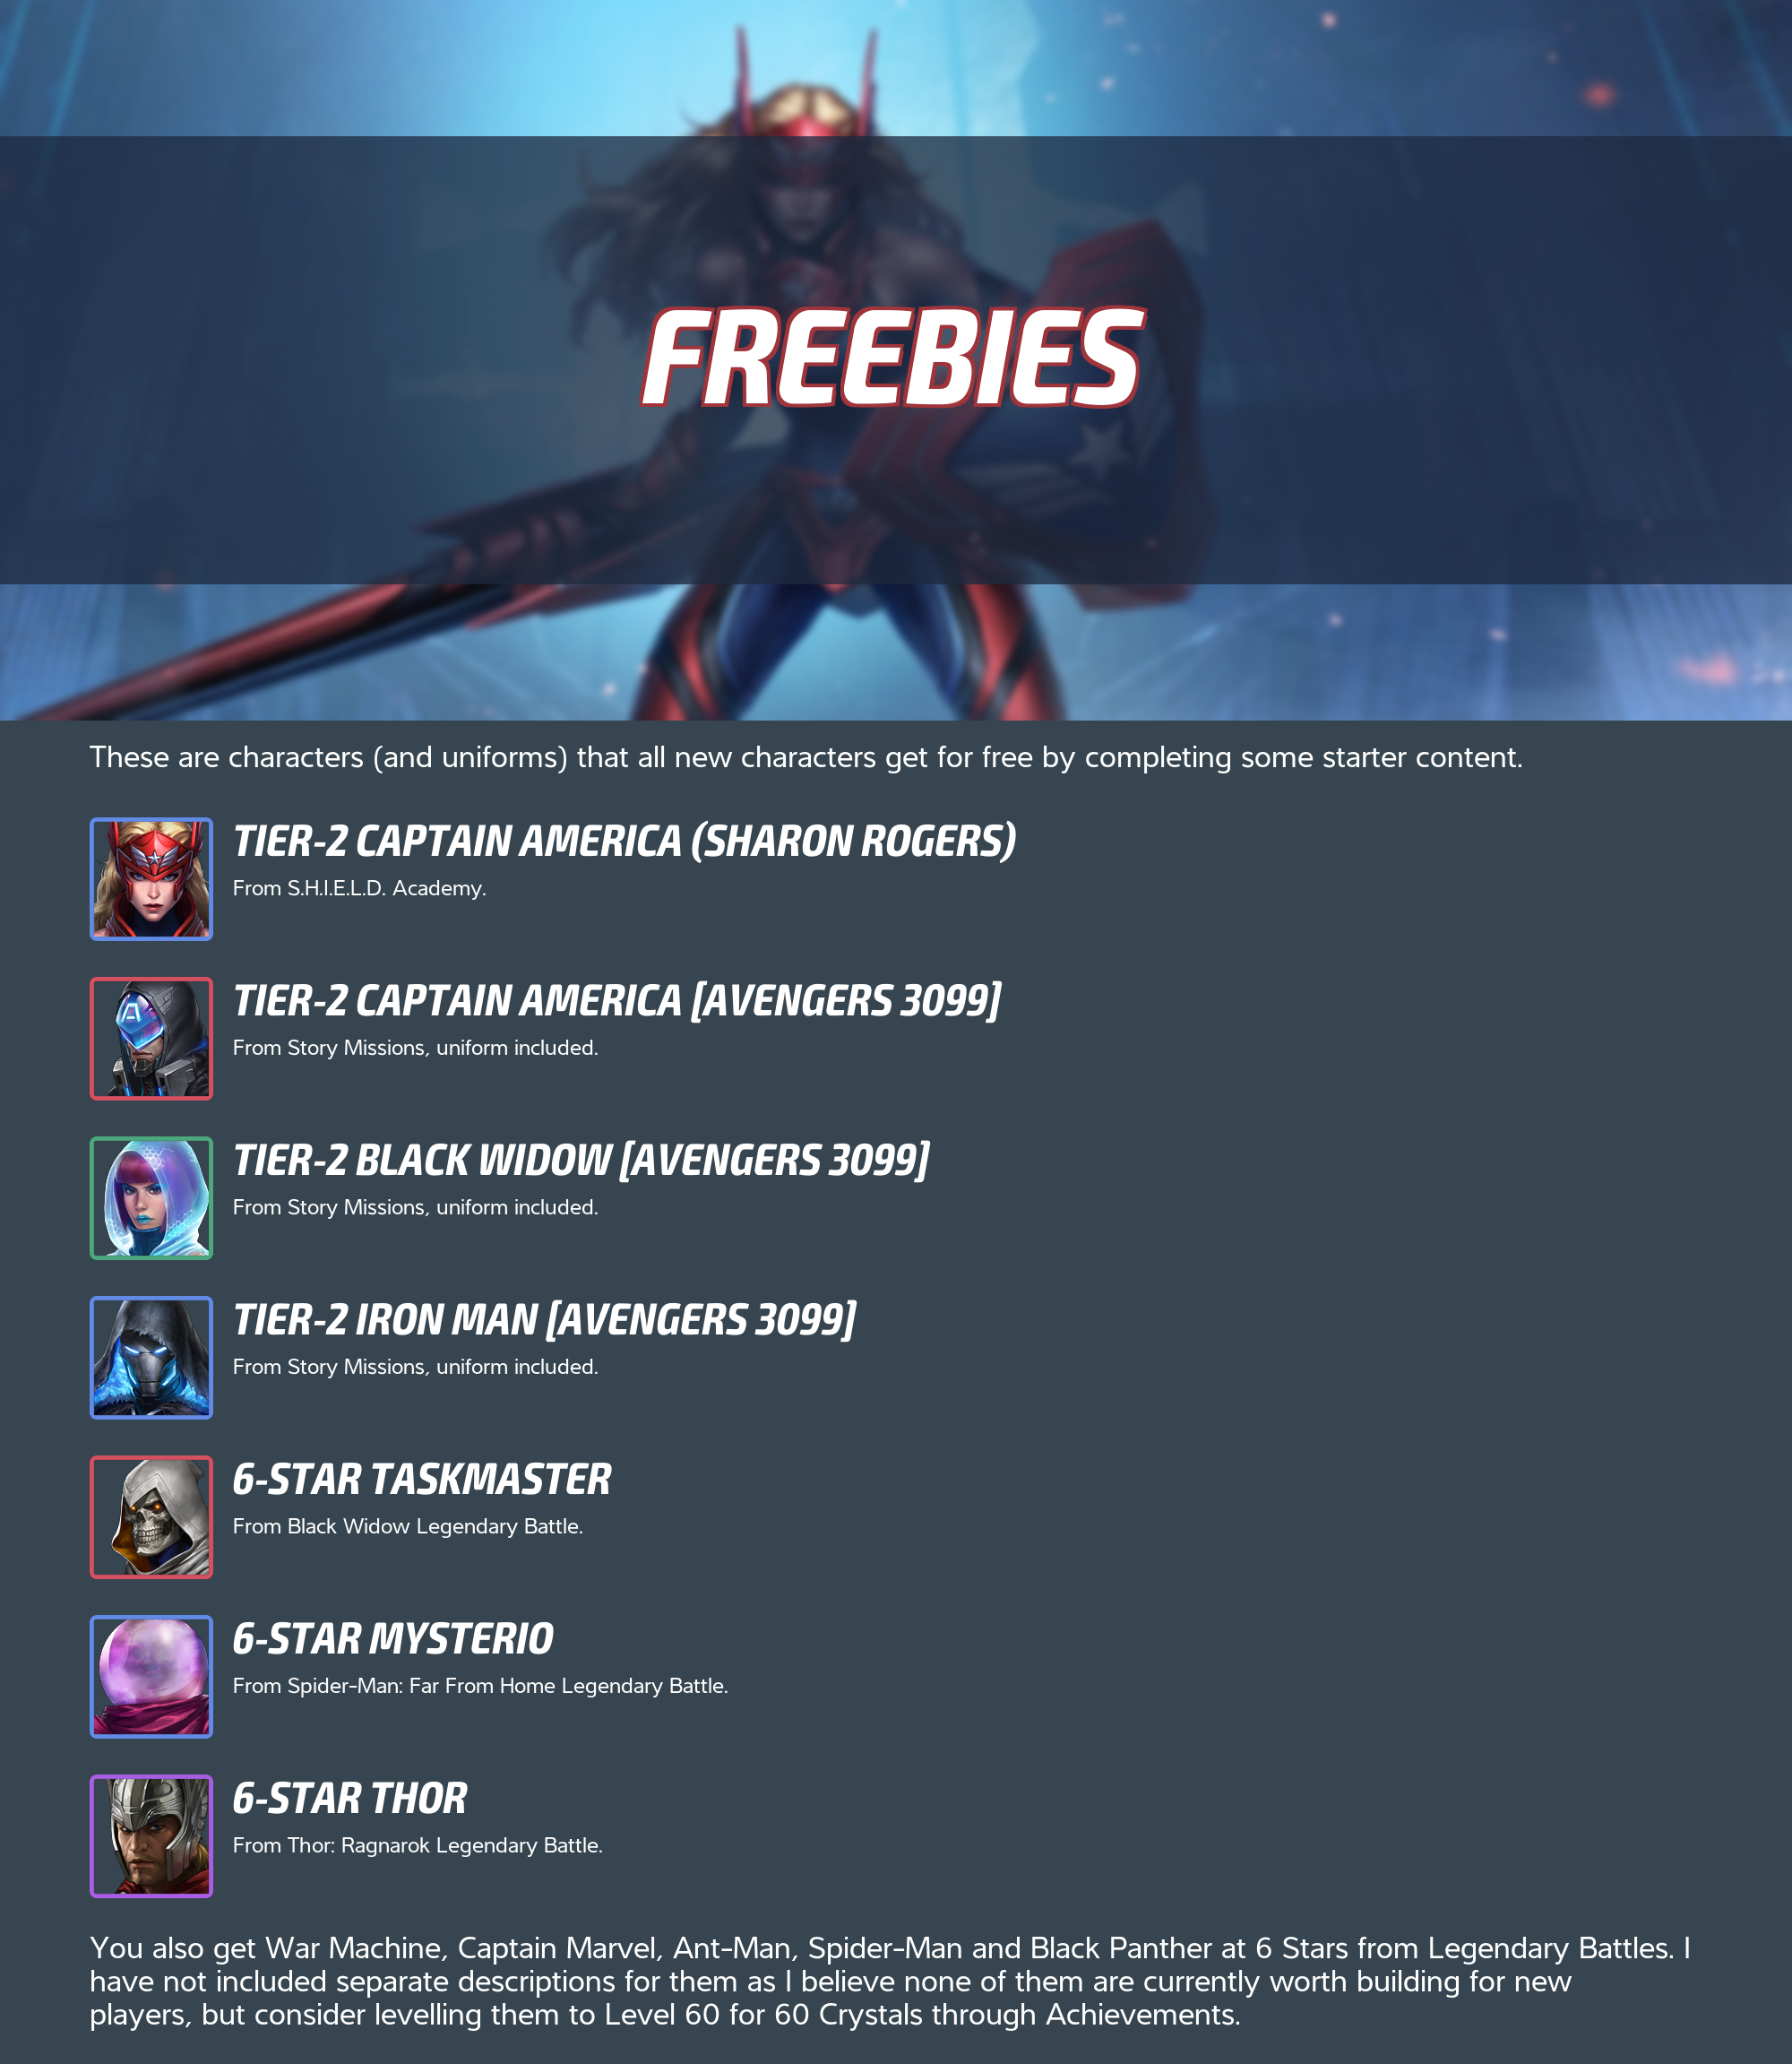 FREEBIES
These are characters (and uniforms) that all new characters get for free by completing some starter content.
TIER-2 CAPTAIN AMERICA (SHARON ROGERS)
From S.H.I.E.L.D. Academy.
TIER-2 CAPTAIN AMERICA [AVENGERS 3099]
From Story Missions, uniform included.
TIER-2 BLACK WIDOW [AVENGERS 3099]
From Story Missions, uniform included.
TIER-2 IRON MAN [AVENGERS 3099]
From Story Missions, uniform included.
6-STAR TASKMASTER
From Black Widow Legendary Battle.
6-STAR MYSTERIO
From Spider-Man: Far From Home Legendary Battle.
6-STAR THOR
From Thor: Ragnarok Legendary Battle.
You also get War Machine, Captain Marvel, Ant-Man, Spider-Man and Black Panther at 6 Stars from Legendary Battles. I
have not included separate descriptions for them as I believe none of them are currently worth building for new
players, but consider levelling them to Level 60 for 60 Crystals through Achievements.